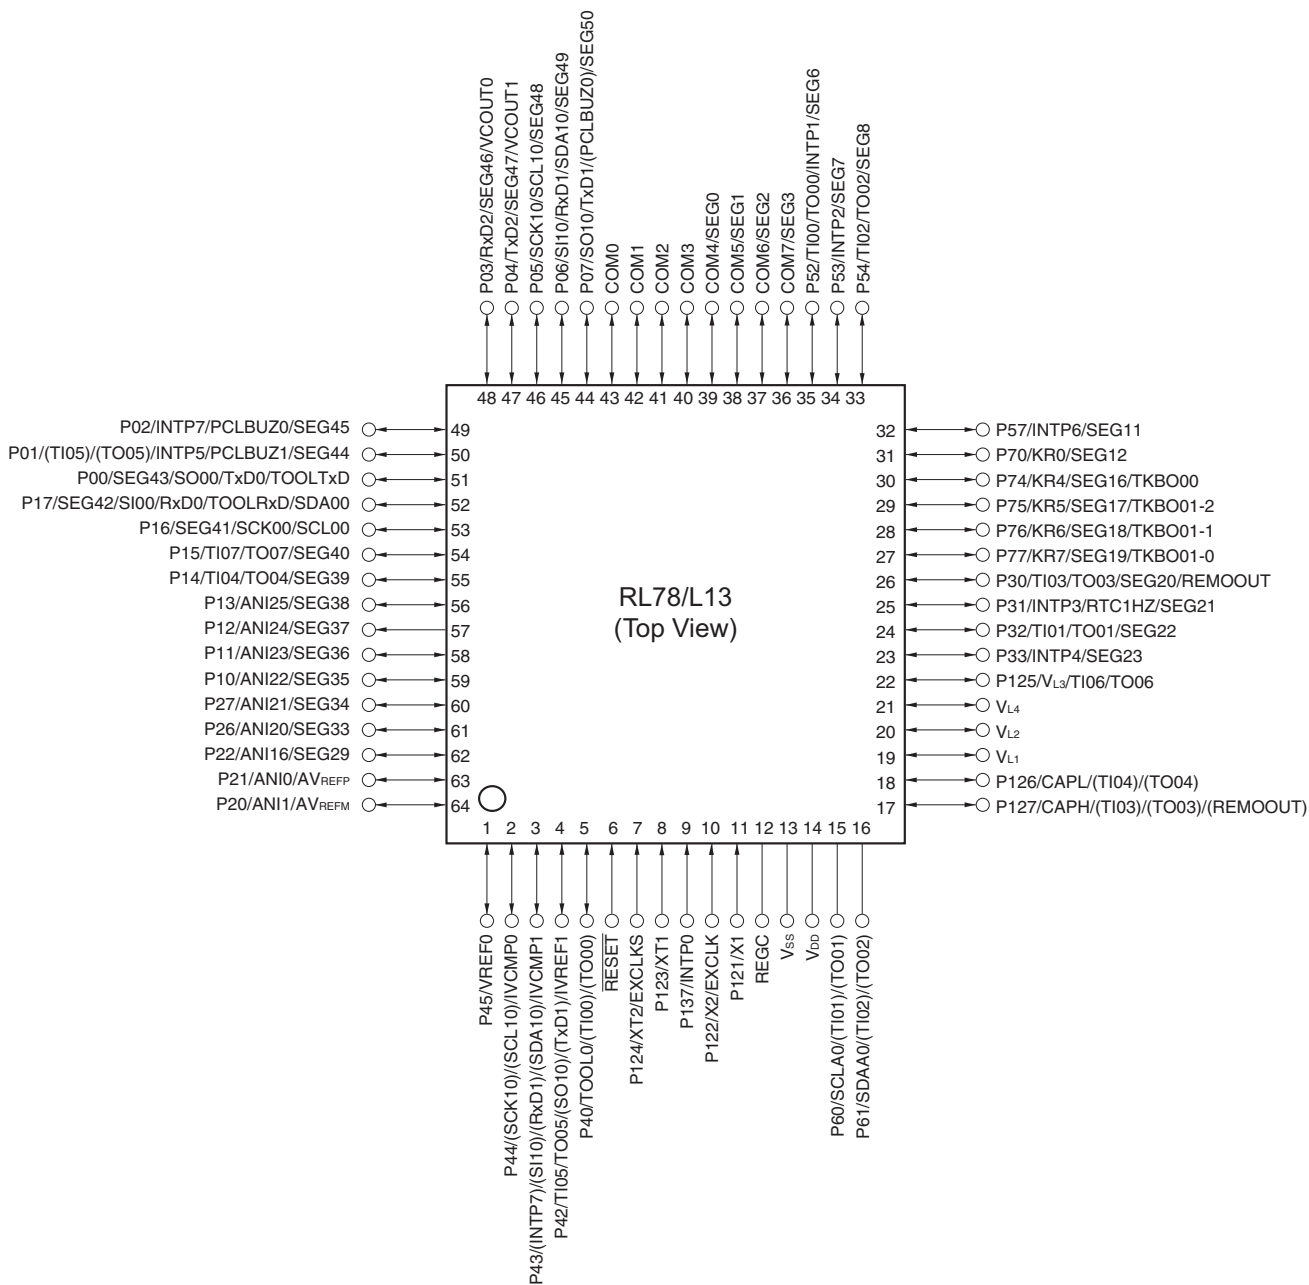 P03/RxD2/SEG46/VCOUT0
P04/TxD2/SEG47/VCOUT1
P05/SCK10/SCL10/SEG48
P06/SI10/RxD1/SDA10/SEG49
P07/SO10/TxD1/(PCLBUZ0)/SEG50
COM0
COM1
COM2
COM3
COM4/SEG0
COM5/SEG1
COM6/SEG2
COM7/SEG3
P52/TI00/TO00/INTP1/SEG6
P53/INTP2/SEG7
P54/TI02/TO02/SEG8
48 47 46 45 44 43 42 41 40 39 38 37 36 35 34 33
P02/INTP7/PCLBUZ0/SEG45 49
P01/(TI05)/(TO05)/INTP5/PCLBUZ1/SEG44 50
P00/SEG43/SO00/TxD0/TOOLTxD 51
P17/SEG42/SI00/RxD0/TOOLRxD/SDA00 52
P16/SEG41/SCK00/SCL00 53
P15/TI07/TO07/SEG40 54
P14/TI04/TO04/SEG39 55
P13/ANI25/SEG38 56
P12/ANI24/SEG37 57
P11/ANI23/SEG36 58
P10/ANI22/SEG35 59
P27/ANI21/SEG34 60
P26/ANI20/SEG33 61
P22/ANI16/SEG29 62
P21/ANI0/AVREFP 63
P20/ANI1/AVREFM 64
RL78/L13
(Top View)
32 P57/INTP6/SEG11
31 P70/KR0/SEG12
30 P74/KR4/SEG16/TKBO00
29 P75/KR5/SEG17/TKBO01-2
28 P76/KR6/SEG18/TKBO01-1
27 P77/KR7/SEG19/TKBO01-0
26 P30/TI03/TO03/SEG20/REMOOUT
25 P31/INTP3/RTC1HZ/SEG21
24 P32/TI01/TO01/SEG22
23 P33/INTP4/SEG23
22 P125/VL3/TI06/TO06
21 VL4
20 VL2
19 VL1
18 P126/CAPL/(TI04)/(TO04)
17 P127/CAPH/(TI03)/(TO03)/(REMOOUT)
1 2 3 4 5 6 7 8 9 10 11 12 13 14 15 16
P45/VREF0
P44/(SCK10)/(SCL10)/IVCMP0
P43/(INTP7)/(SI10)/(RxD1)/(SDA10)/IVCMP1
P42/TI05/TO05/(SO10)/(TxD1)/IVREF1
P40/TOOL0/(TI00)/(TO00)
RESET
P124/XT2/EXCLKS
P123/XT1
P137/INTP0
P122/X2/EXCLK
P121/X1
REGC
VSS
VDD
P60/SCLA0/(TI01)/(TO01)
P61/SDAA0/(TI02)/(TO02)